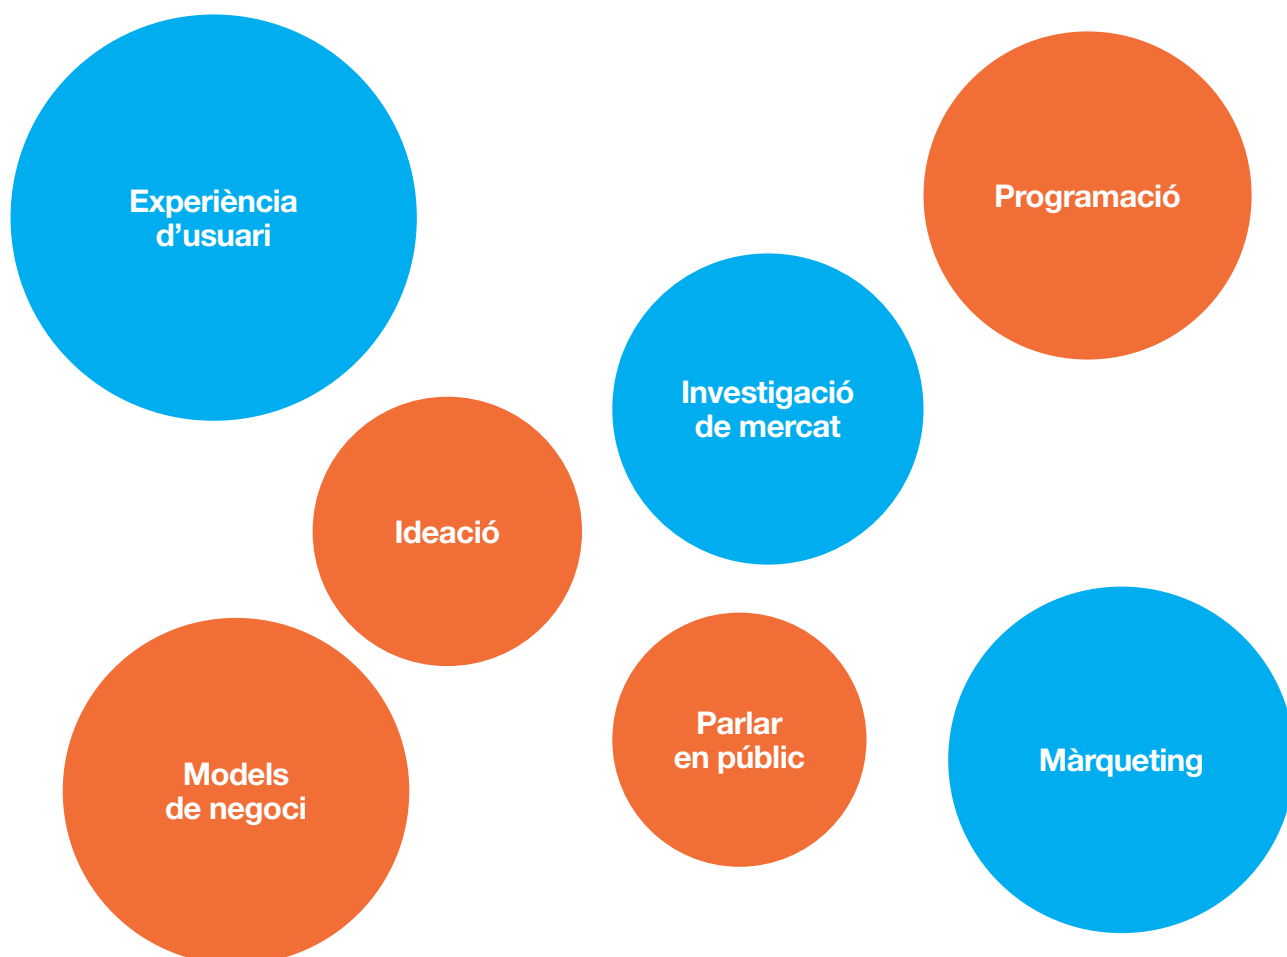 Experiència
d’usuari
Programació
Investigació
de mercat
Ideació
Parlar
en públic
Màrqueting
Models
de negoci